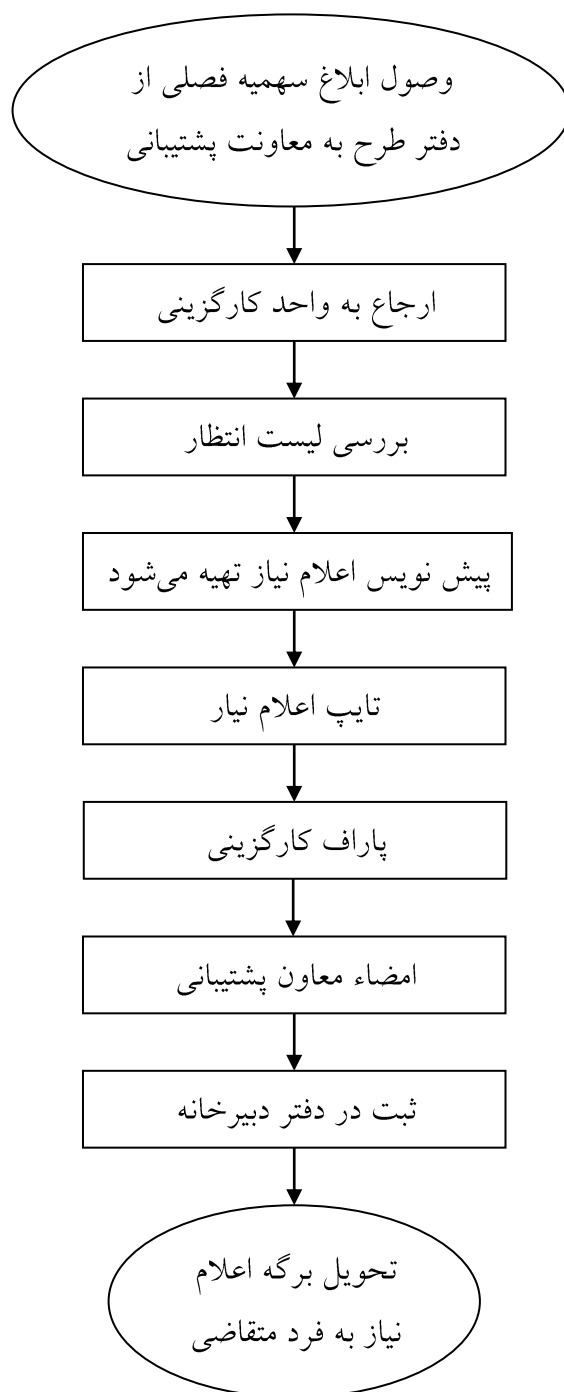 وصول ابلاغ سهمیه فصلی از
دفتر طرح به معاونت پشتیبانی
ارجاع به واحد کارگزینی
بررسی لیست انتظار
پیش نویس اعلام نیاز تهیه می‌شود
تایپ اعلام نیار
پاراف کارگزینی
امضاء معاون پشتیبانی
ثبت در دفتر دبیرخانه
تحویل برگه اعلام
نیاز به فرد متقاضی